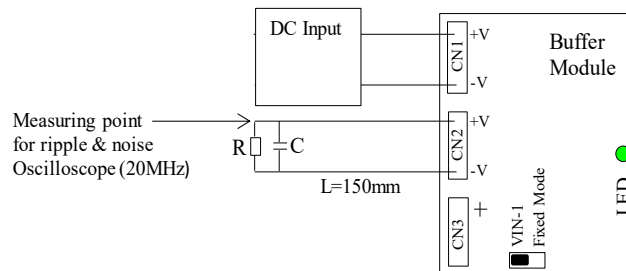 DC Input
CN1
+V
-V
Buffer
Module
Measuring point
for ripple & noise
Oscilloscope (20MHz)
R
C
L=150mm
CN2
+V
-V
CN3
+
VIN-1
Fixed Mode
LED